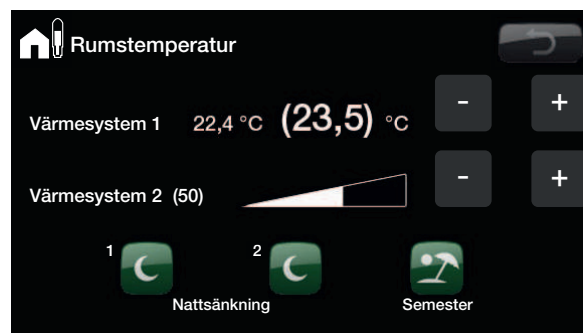 Rumstemperatur
Värmesystem 1 22,4 °C (23,5) °C - +
Värmesystem 2 (50) - +
1 2
Nattsänkning Semester